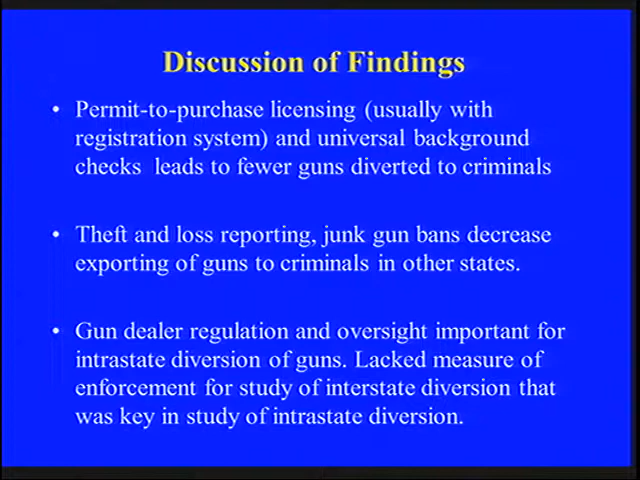 Discussion of Findings
• Permit-to-purchase licensing (usually with
registration system) and universal background
checks leads to fewer guns diverted to criminals
• Theft and loss reporting, junk gun bans decrease
exporting of guns to criminals in other states.
• Gun dealer regulation and oversight important for
intrastate diversion of guns. Lacked measure of
enforcement for study of interstate diversion that
was key in study of intrastate diversion.